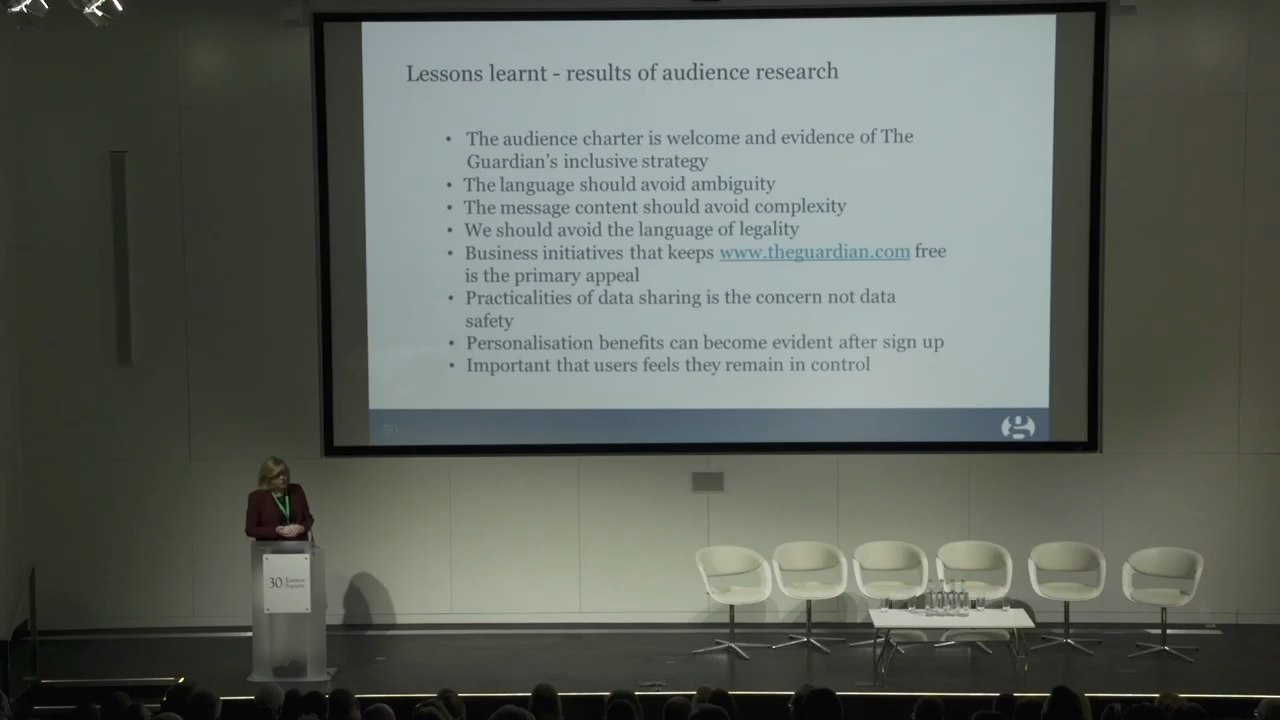 Lessons learnt - results of audience research
• The audience charter is welcome and evidence of The
Guardian's inclusive strategy
• The language should avoid ambiguity
• The message content should avoid complexity
• We should avoid the language of legality
• Business initiatives that keeps www.theguardian.com free
is the primary appeal
• Practicalities of data sharing is the concern not data
safety
• Personalisation benefits can become evident after sign up
• Important that users feels they remain in control
50
g
30 Euston
Square